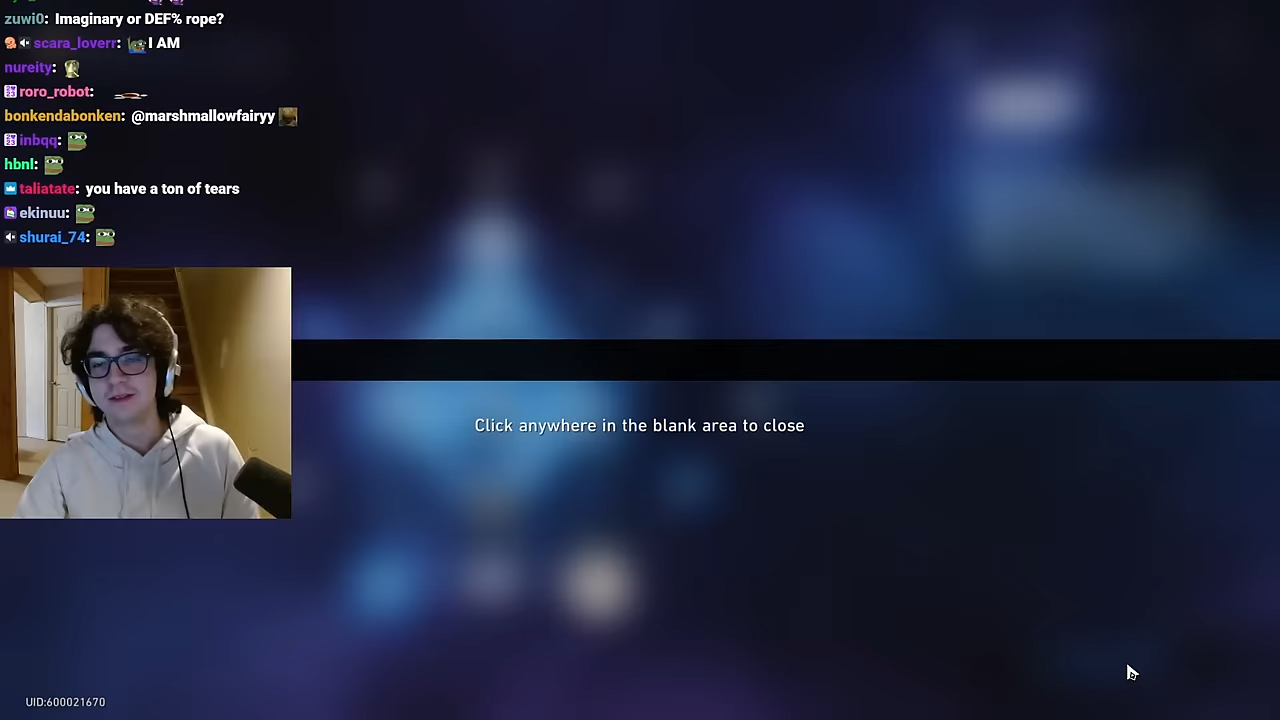 zuwi0: Imaginary or DEF% rope?
scara_loverr: I AM
nureity:
roro_robot:
bonkendabonken: @marshmallowfairyy
inbqq:
hbnl:
taliatate: you have a ton of tears
ekinuu:
shurai_74:
Click anywhere in the blank area to close
UID:600021670